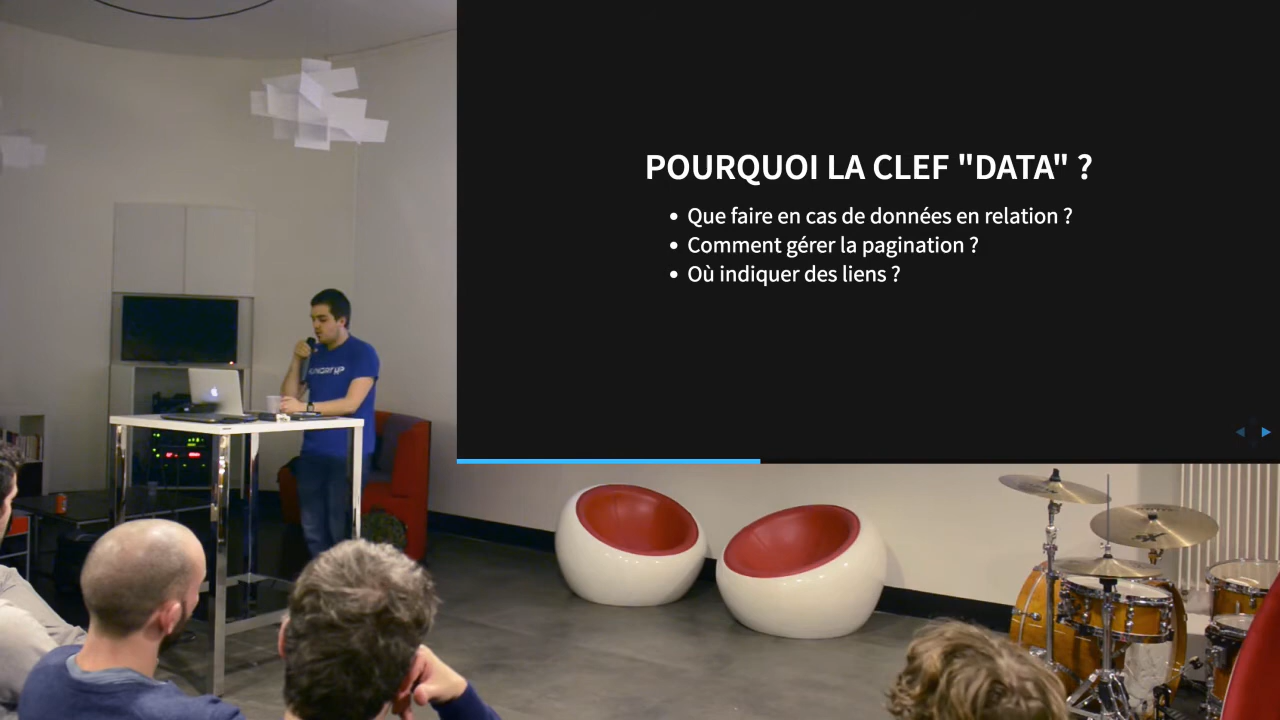 POURQUOI LA CLEF "DATA" ?
Que faire en cas de données en relation ?
Comment gérer la pagination ?
Où indiquer des liens ?